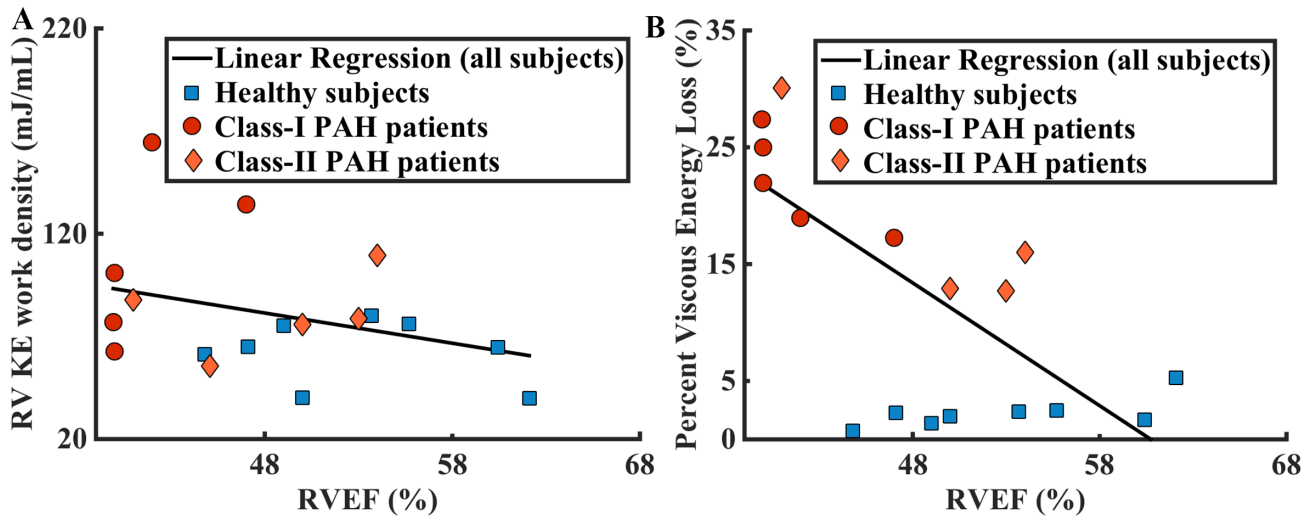 A
RV KE work density (mJ/mL)
220
120
20
Linear Regression (all subjects)
Healthy subjects
Class-I PAH patients
Class-II PAH patients
48
58
68
RVEF (%)
B
Percent Viscous Energy Loss (%)
35
25
15
5
0
Linear Regression (all subjects)
Healthy subjects
Class-I PAH patients
Class-II PAH patients
48
58
68
RVEF (%)